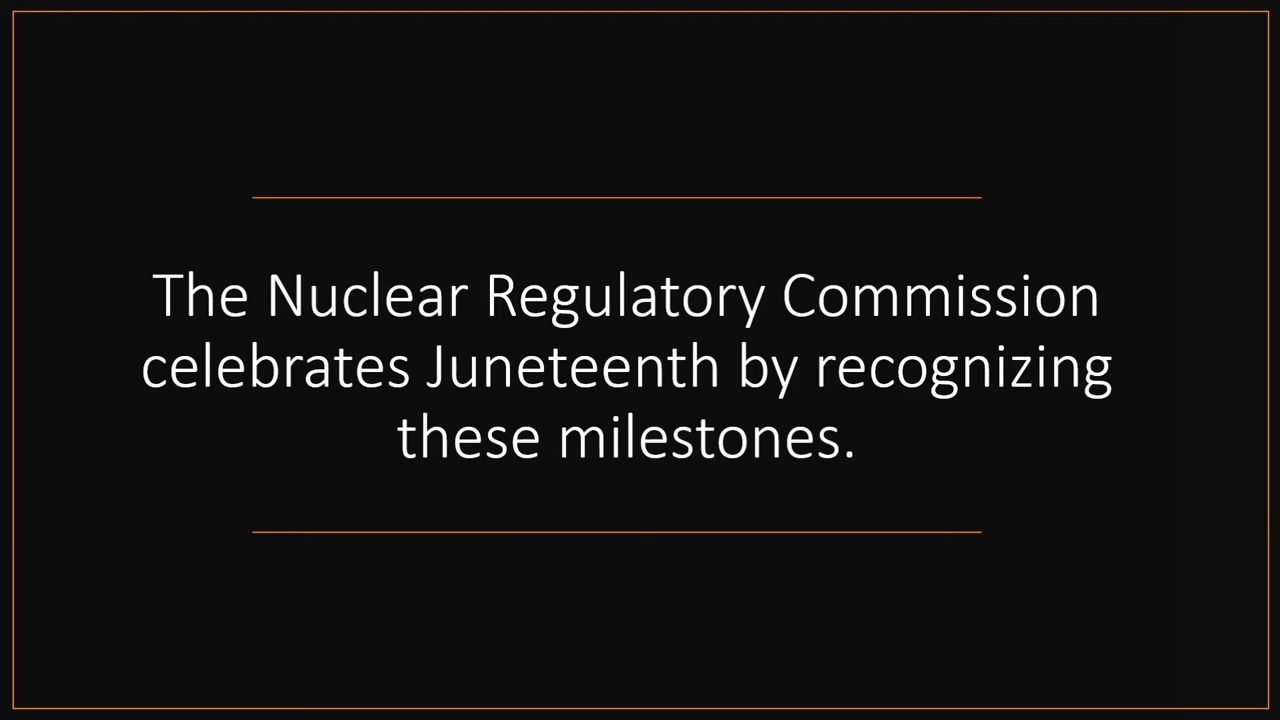 The Nuclear Regulatory Commission
celebrates Juneteenth by recognizing
these milestones.